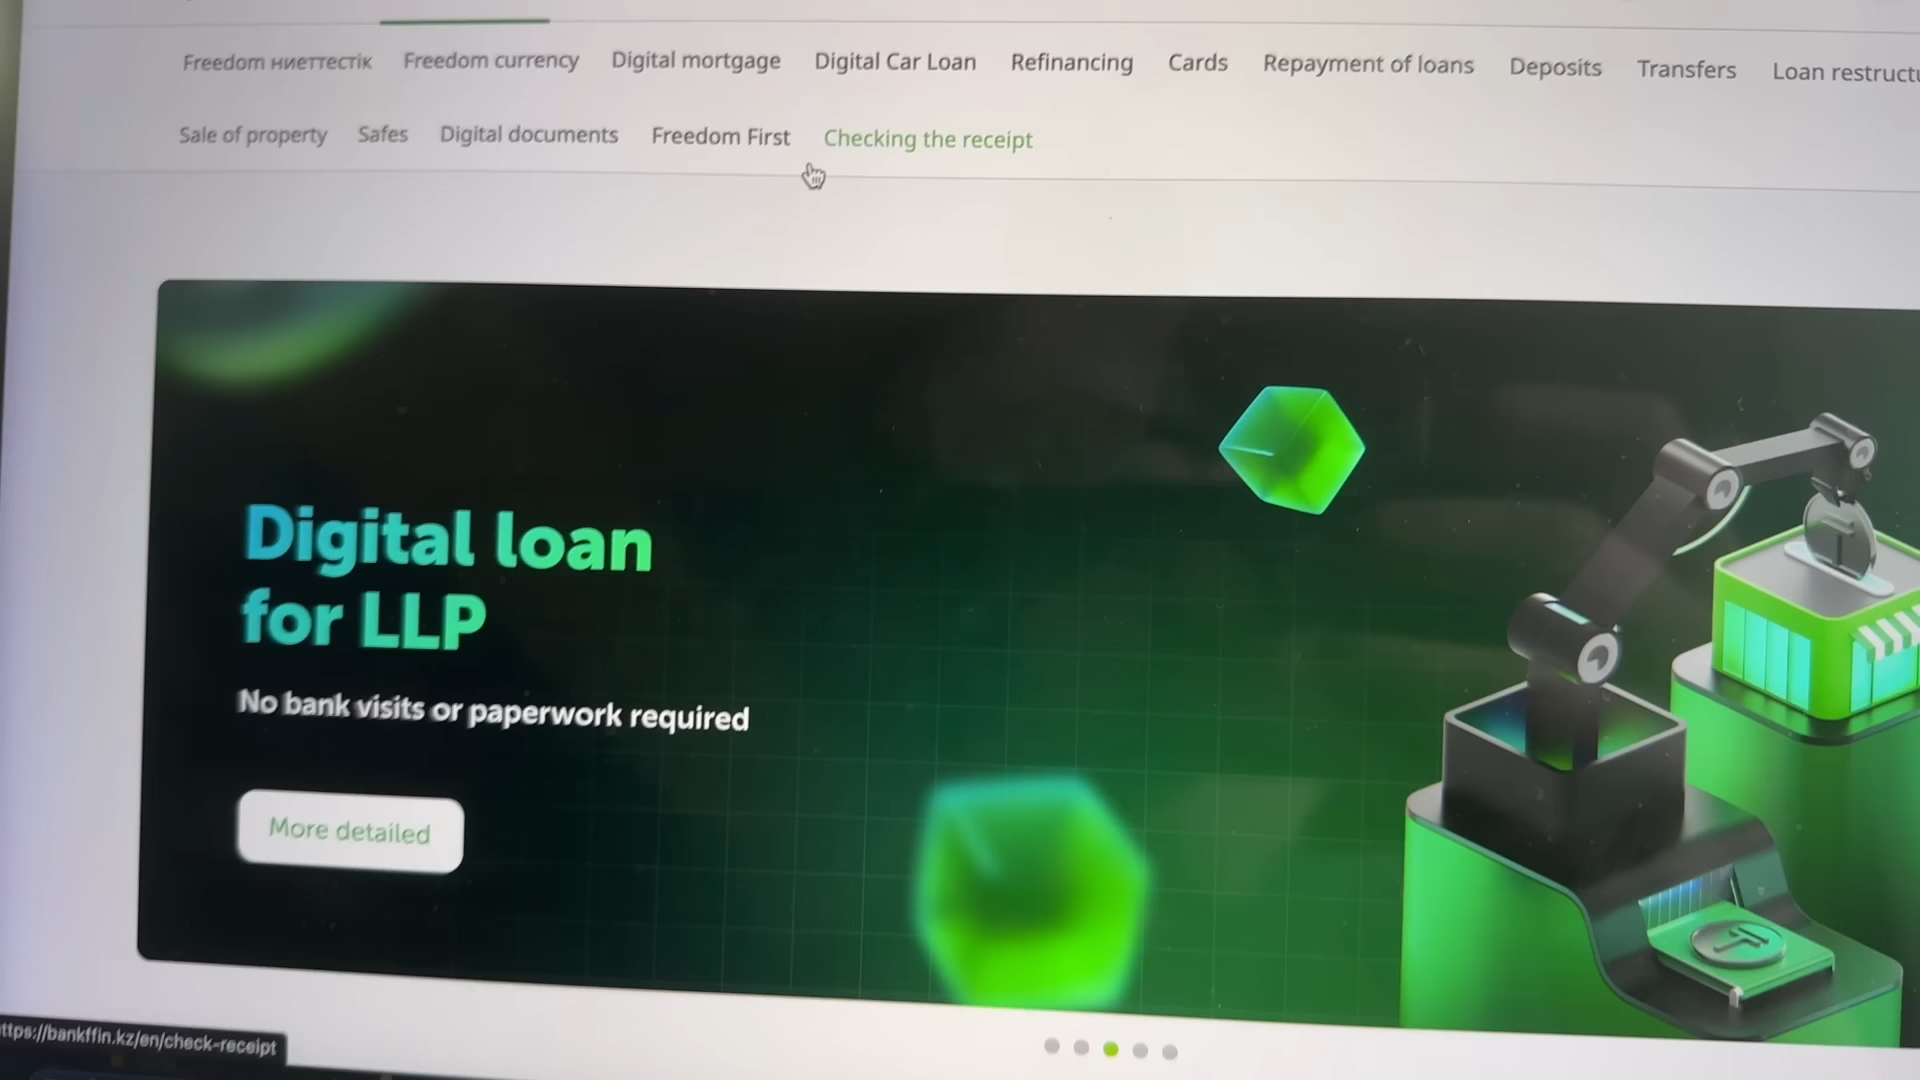 Freedom ниеттестік Freedom currency Digital mortgage Digital Car Loan Refinancing Cards Repayment of loans Deposits Transfers Loan
Sale of property Safes Digital documents Freedom First Checking the receipt
Digital loan
for LLP
No bank visits or paperwork required
More detailed
ttps://bankffin.kz/en/check-receipt